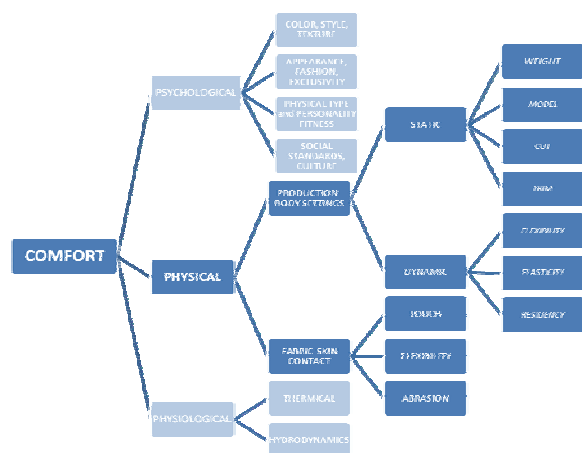 COLOR, STYLE,
TEXTURE
APPEARANCE,
FASHION,
EXCLUSIVITY
PSYCHOLOGICAL
PHYSICAL TYPE
and PERSONALITY
FITNESS
SOCIAL
STANDARDS,
CULTURE
WEIGHT
MODEL
STATIC
CUT
TRIM
PRODUCTION
BODY SETTINGS
FLEXIBILITY
COMFORT
PHYSICAL
DYNAMIC
ELASTICITY
RESIDENCY
TOUCH
FABRIC SKIN
CONTACT
FLEXIBILITY
ABRASION
THERMICAL
PHYSIOLOGICAL
HYDRODYNAMICS